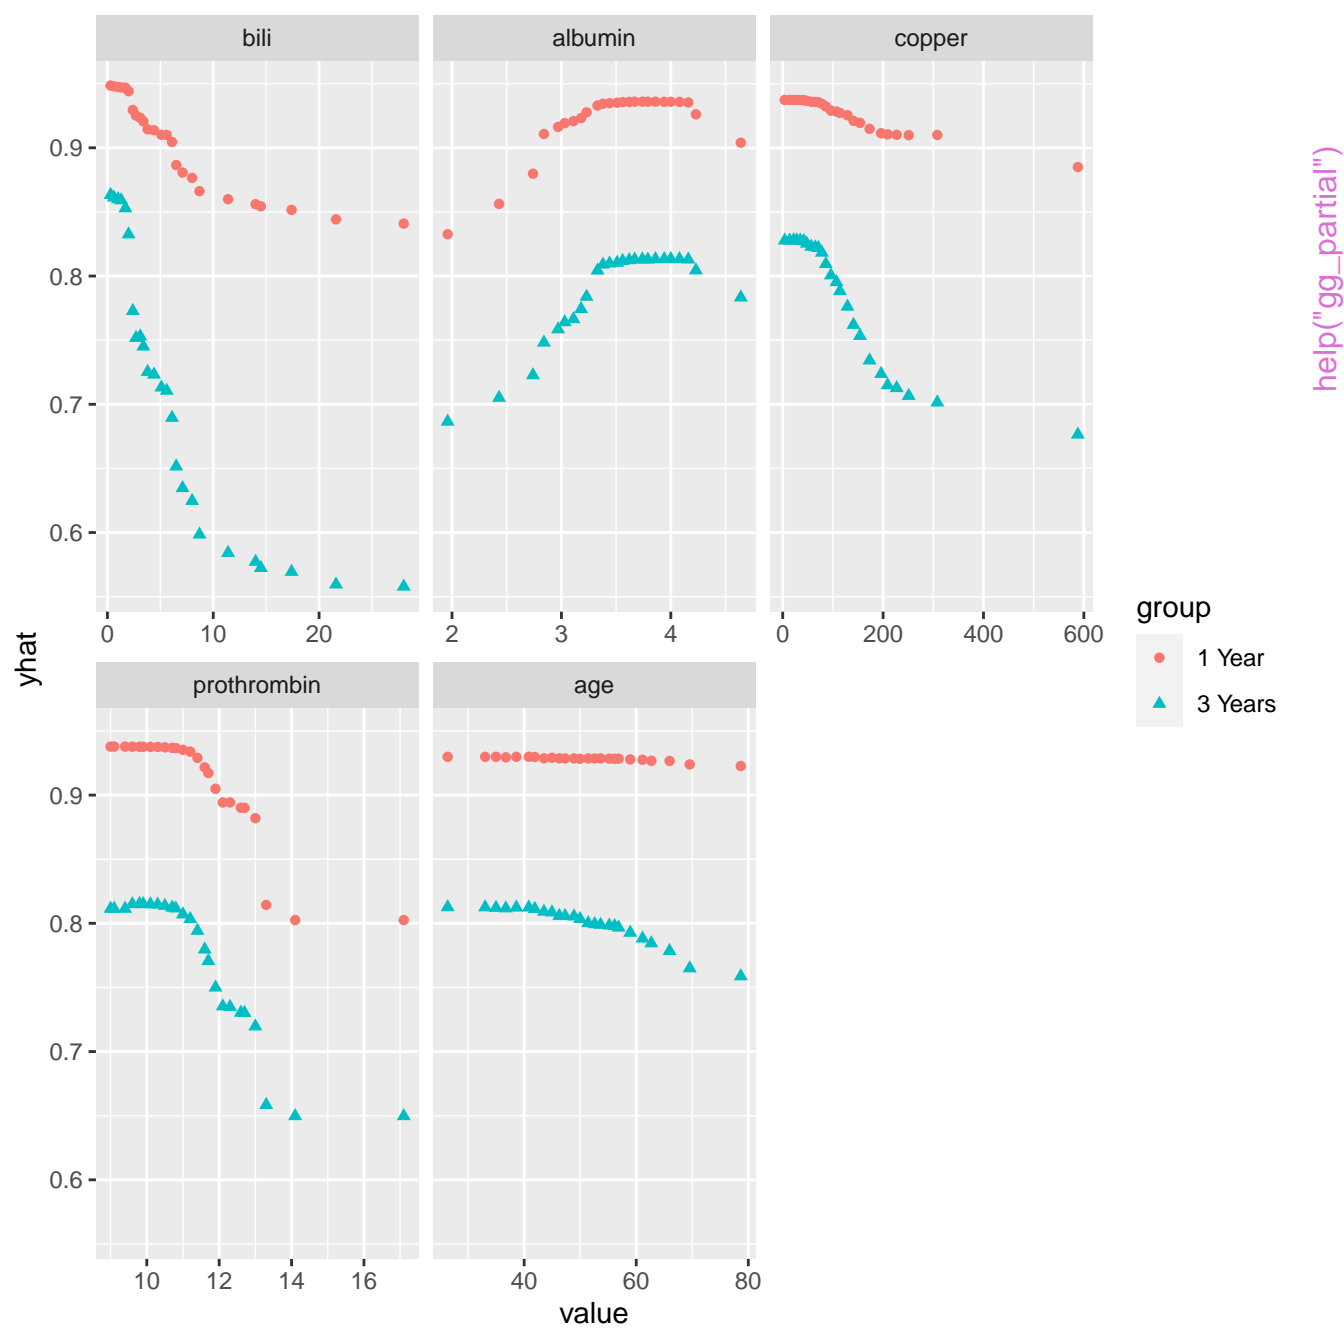 bili
albumin
copper
0.9
0.8
0.7
0.6
0 10 20
2 3 4
0 200 400 600
yhat
prothrombin
age
0.9
0.8
0.7
0.6
10 12 14 16
40 60 80
value
group
1 Year
3 Years
help("gg_partial")